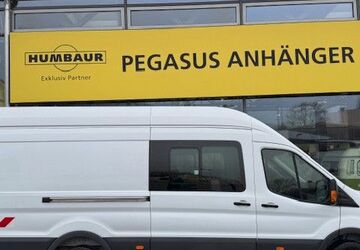 HUMBAUR
Exklusiv Partner
PEGASUS ANHÄNGER